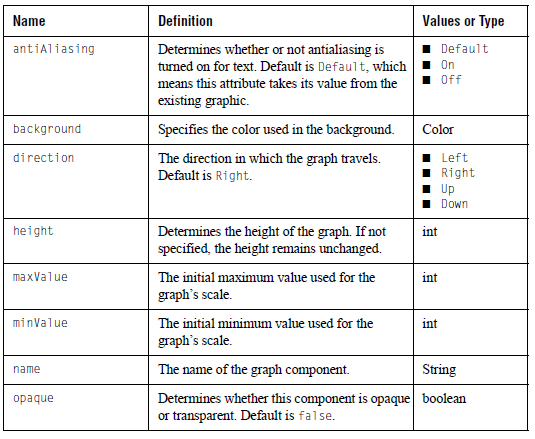 Name Definition Values or Type
antiAliasing Determines whether or not antialiasing is ■ Default
turned on for text. Default is Default, which ■ On
means this attribute takes its value from the ■ Off
existing graphic.
background Specifies the color used in the background. Color
direction The direction in which the graph travels. ■ Left
Default is Right. ■ Right
■ Up
■ Down
height Determines the height of the graph. If not int
specified, the height remains unchanged.
maxValue The initial maximum value used for the int
graph's scale.
minValue The initial minimum value used for the int
graph's scale.
name The name of the graph component. String
opaque Determines whether this component is opaque boolean
or transparent. Default is false.